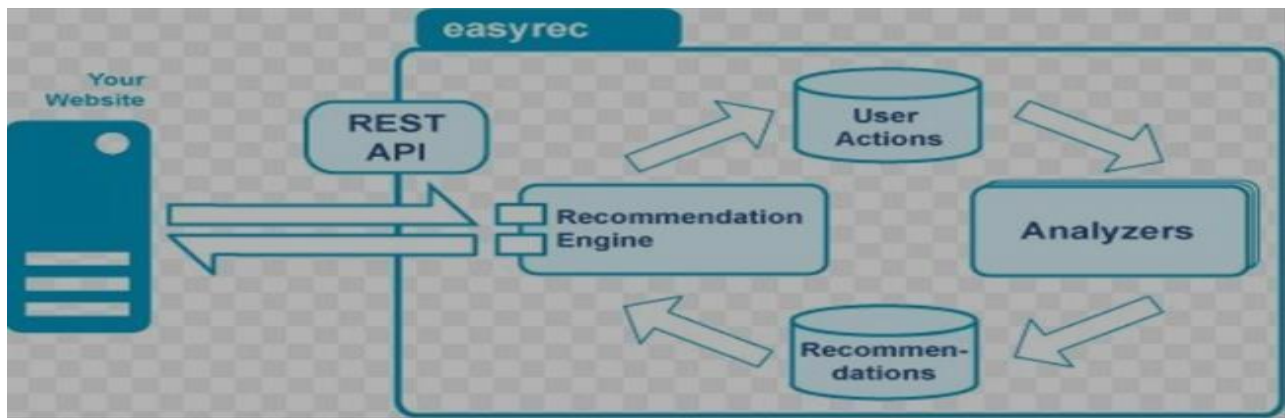 easyrec
Your
Website
REST
API
User
Actions
Recommendation
Engine
Analyzers
Recommen-
dations